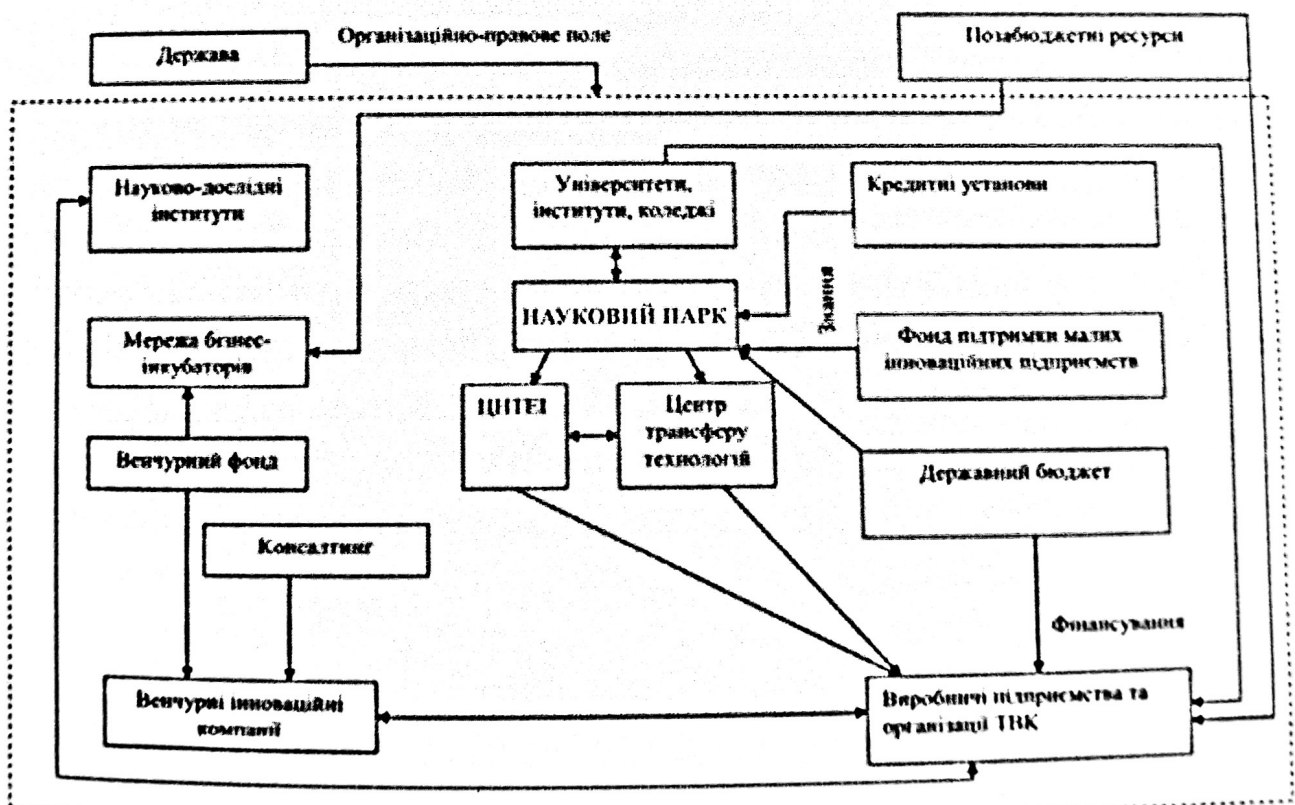 Держава
Організаційно-правове поле
Позабюджетні ресурси
Науково-дослідні
інститути
Університети,
інститути, коледжі
Кредитні установи
Знання
НАУКОВИЙ ПАРК
Мережа бізнес-
інкубаторів
Фонд підтримки малих
інноваційних підприємств
ЦНТЕІ
Центр
трансферу
технологій
Венчурний фонд
Державний бюджет
Консалтинг
Фінансування
Венчурні інноваційні
компанії
Виробничі підприємства та
організації ТВК